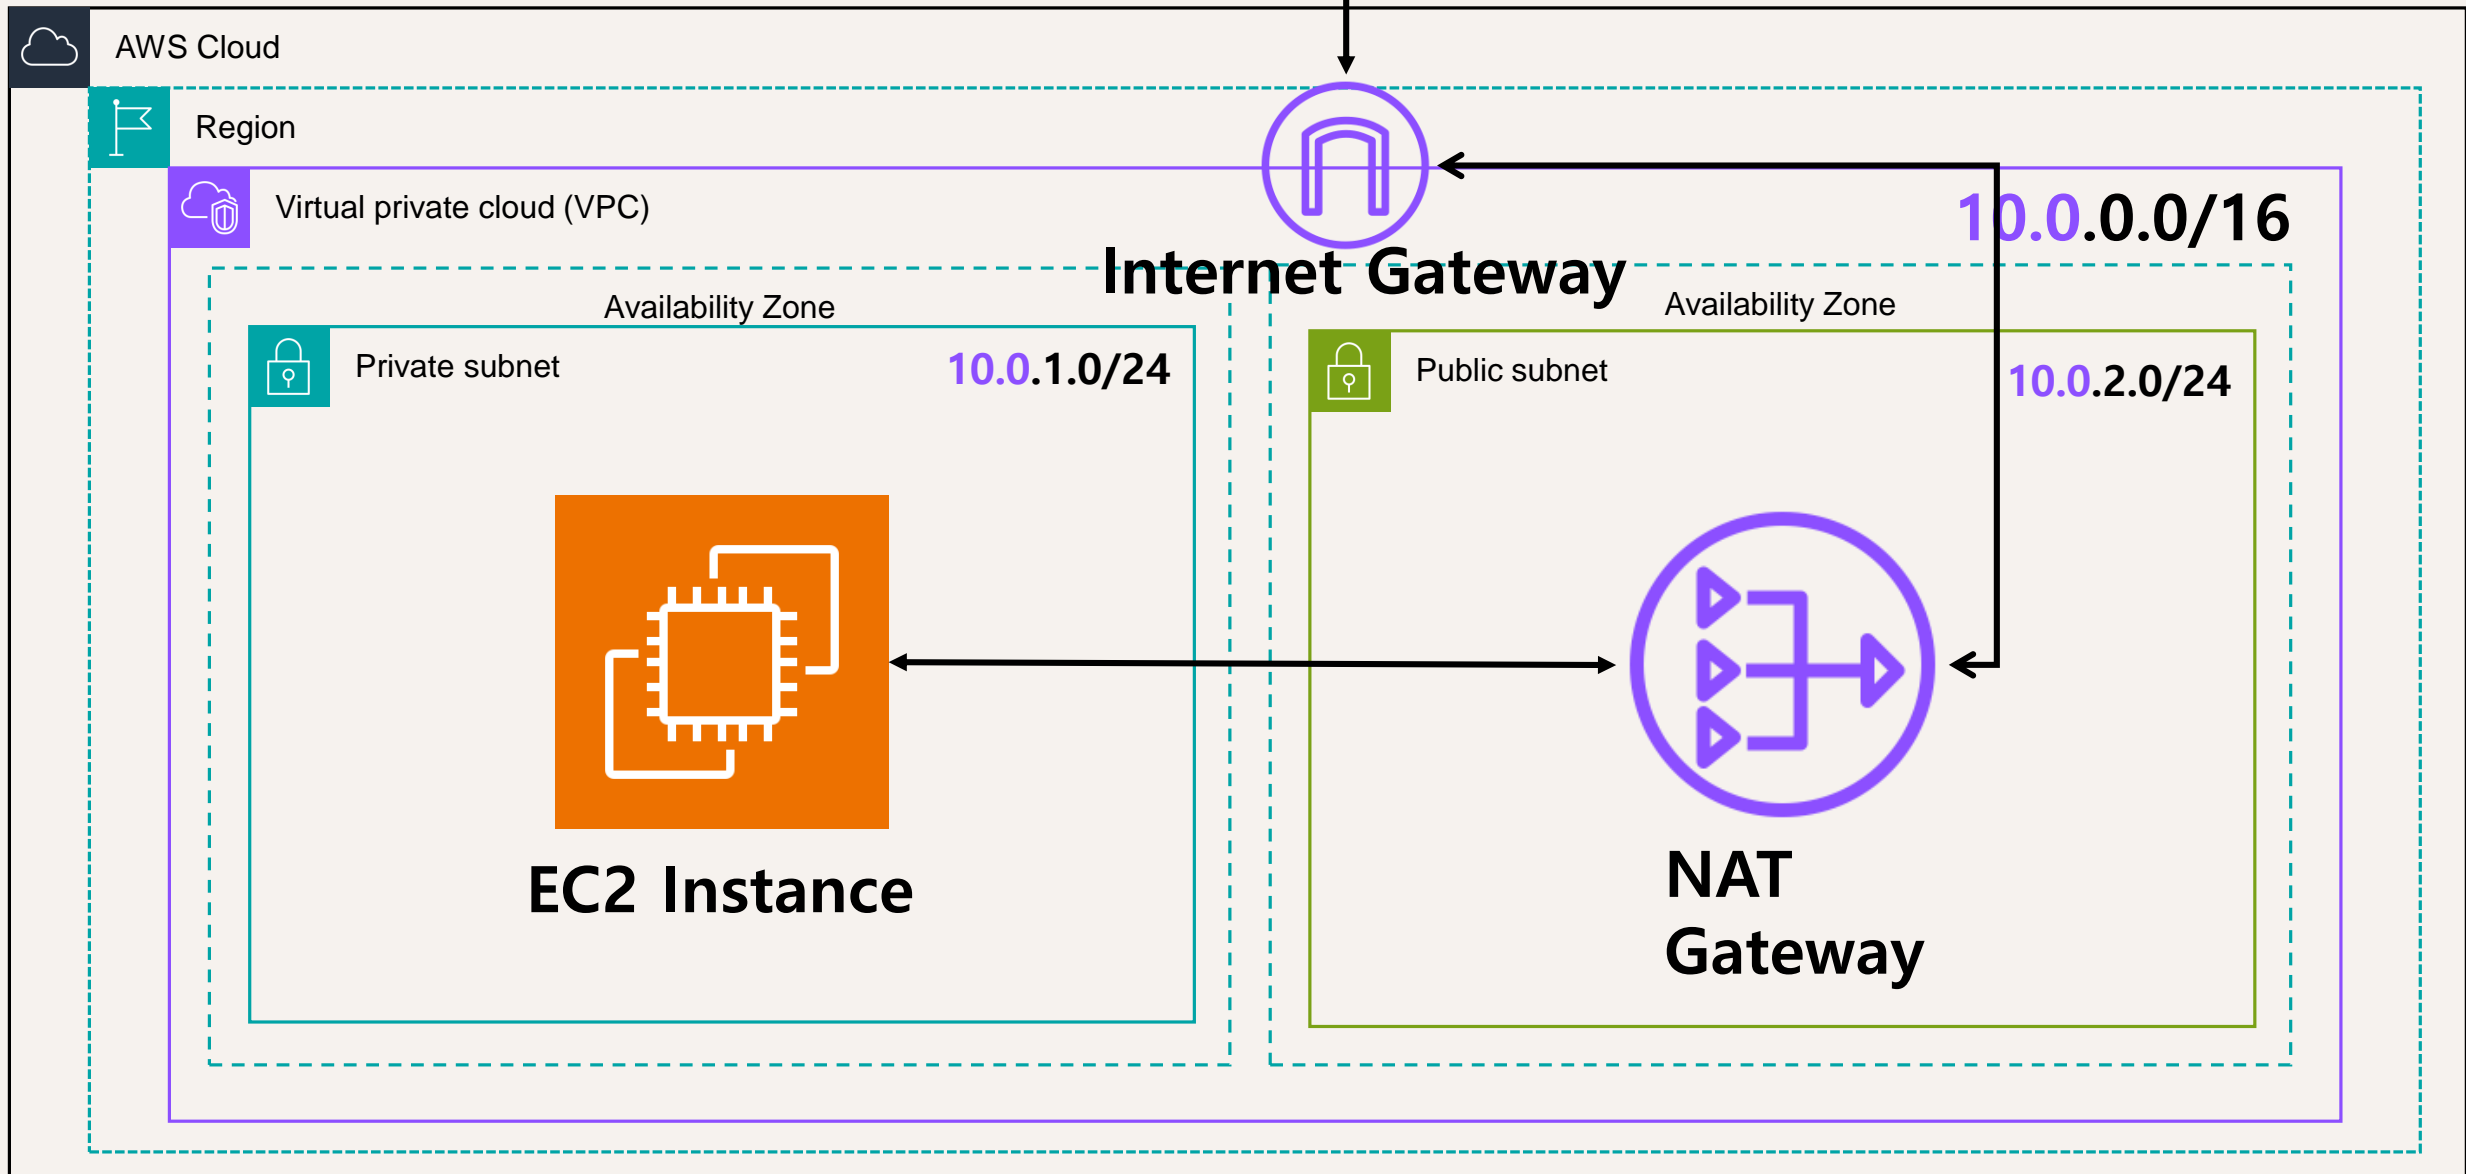 AWS Cloud
Region
Virtual private cloud (VPC)
10.0.0.0/16
Internet Gateway
Availability Zone
Availability Zone
Private subnet
10.0.1.0/24
Public subnet
10.0.2.0/24
EC2 Instance
NAT
Gateway